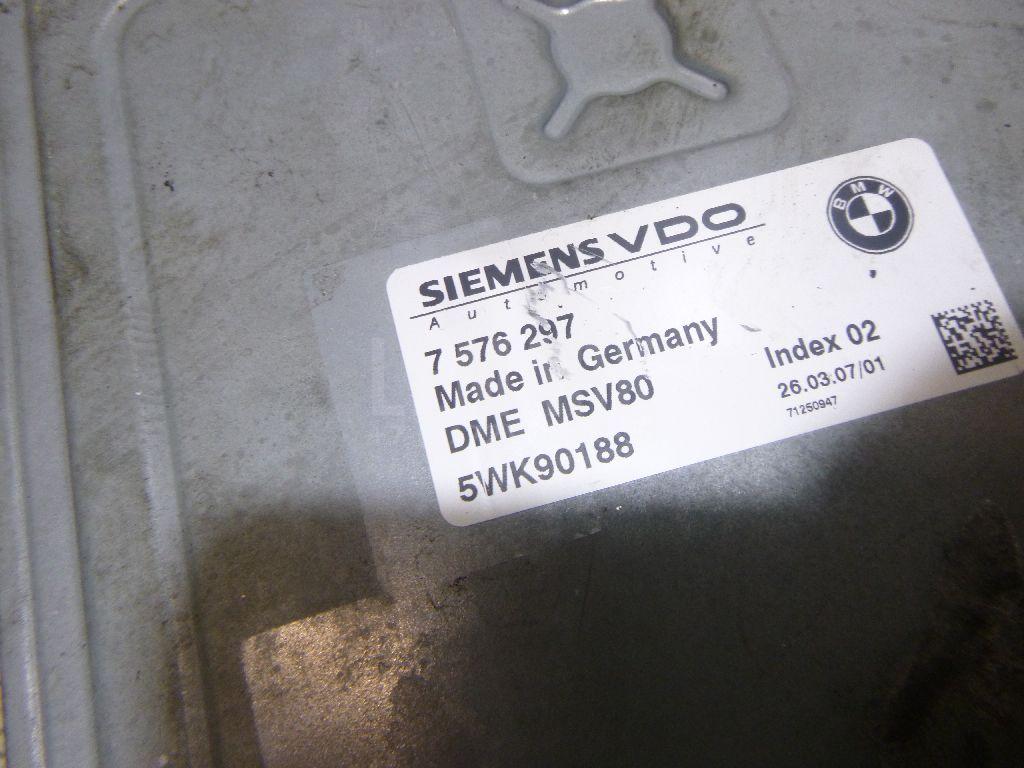 SIEMENS VDO
Automotive
BMW
7 576 297
Made in Germany
DME MSV80
5WK90188
Index 02
26.03.07/01
71250947